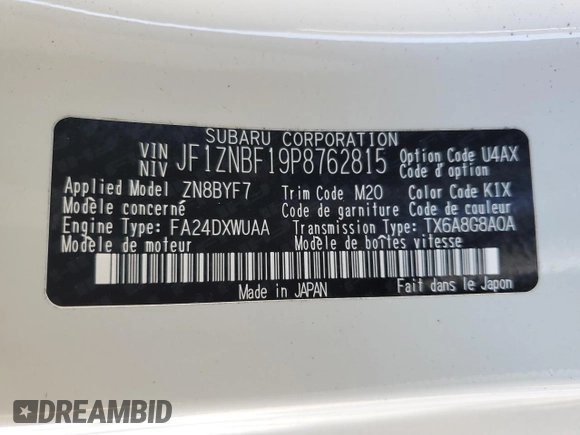 SUBARU CORPORATION
VIN NIV JF1ZNBF19P8762815 Option Code U4AX
Code d'option
Applied Model ZN8BYF7 Trim Code M20 Color Code K1X
Modèle concerné Code de garniture Code de couleur
Engine Type: FA24DXWUAA Transmission Type: TX6A8G8AOA
Modèle de moteur Modèle de boîtes vitesse
Made in JAPAN Fait dans le Japon
DREAMBID